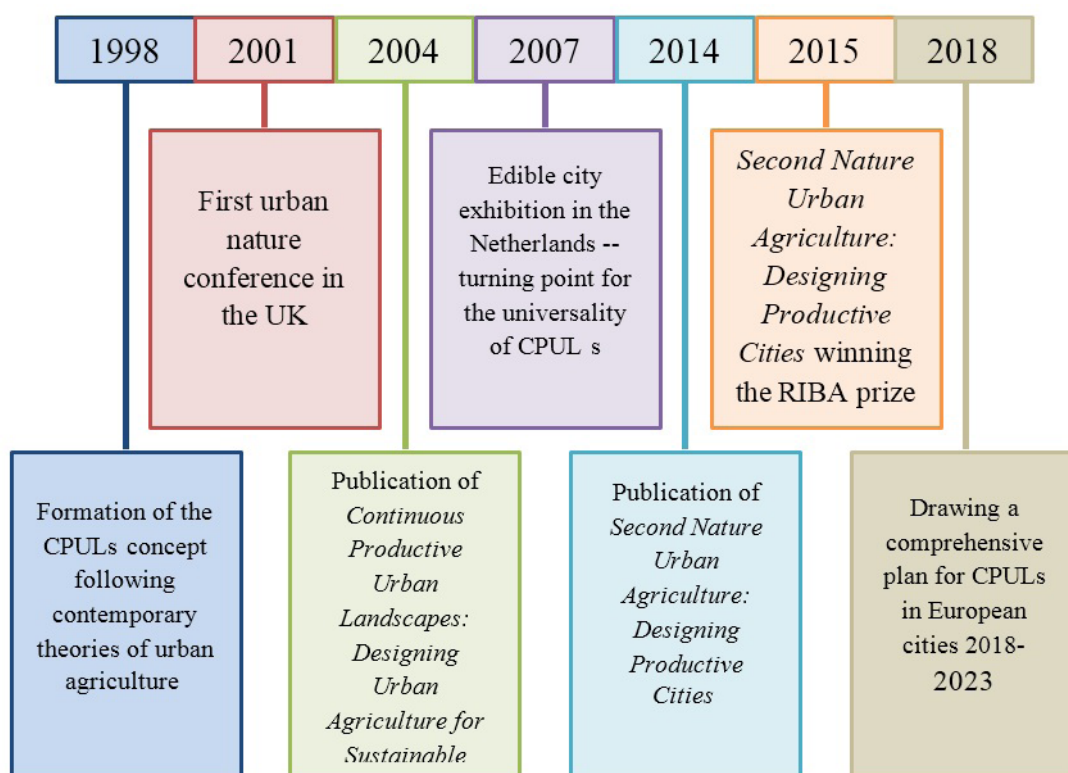 1998 2001 2004 2007 2014 2015 2018
First urban
nature
conference in
the UK
Edible city
exhibition in the
Netherlands --
turning point for
the universality
of CPUL s
Second Nature
Urban
Agriculture:
Designing
Productive
Cities winning
the RIBA prize
Formation of the
CPULs concept
following
contemporary
theories of urban
agriculture
Publication of
Continuous
Productive
Urban
Landscapes:
Designing
Urban
Agriculture for
Sustainable
Publication of
Second Nature
Urban
Agriculture:
Designing
Productive
Cities
Drawing a
comprehensive
plan for CPULs
in European
cities 2018-
2023